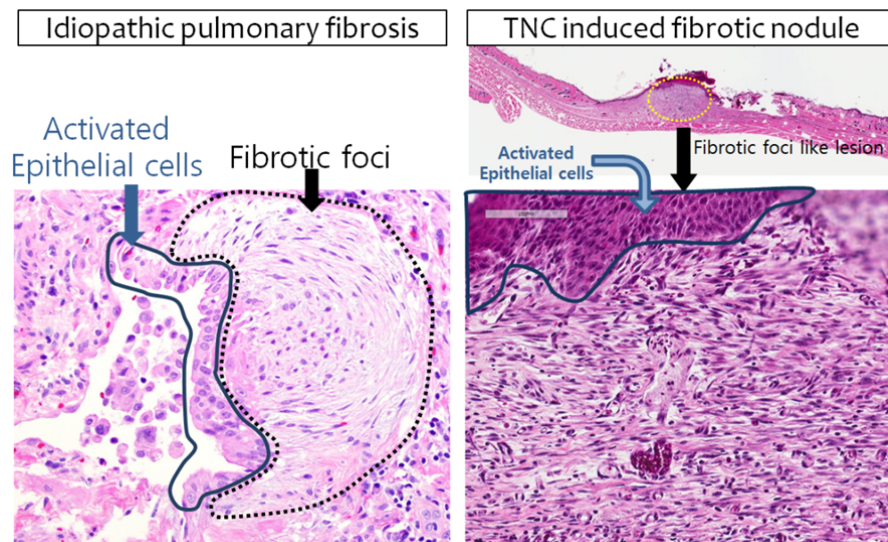 Idiopathic pulmonary fibrosis
TNC induced fibrotic nodule
Activated
Epithelial cells
Fibrotic foci
Activated
Epithelial cells
Fibrotic foci like lesion